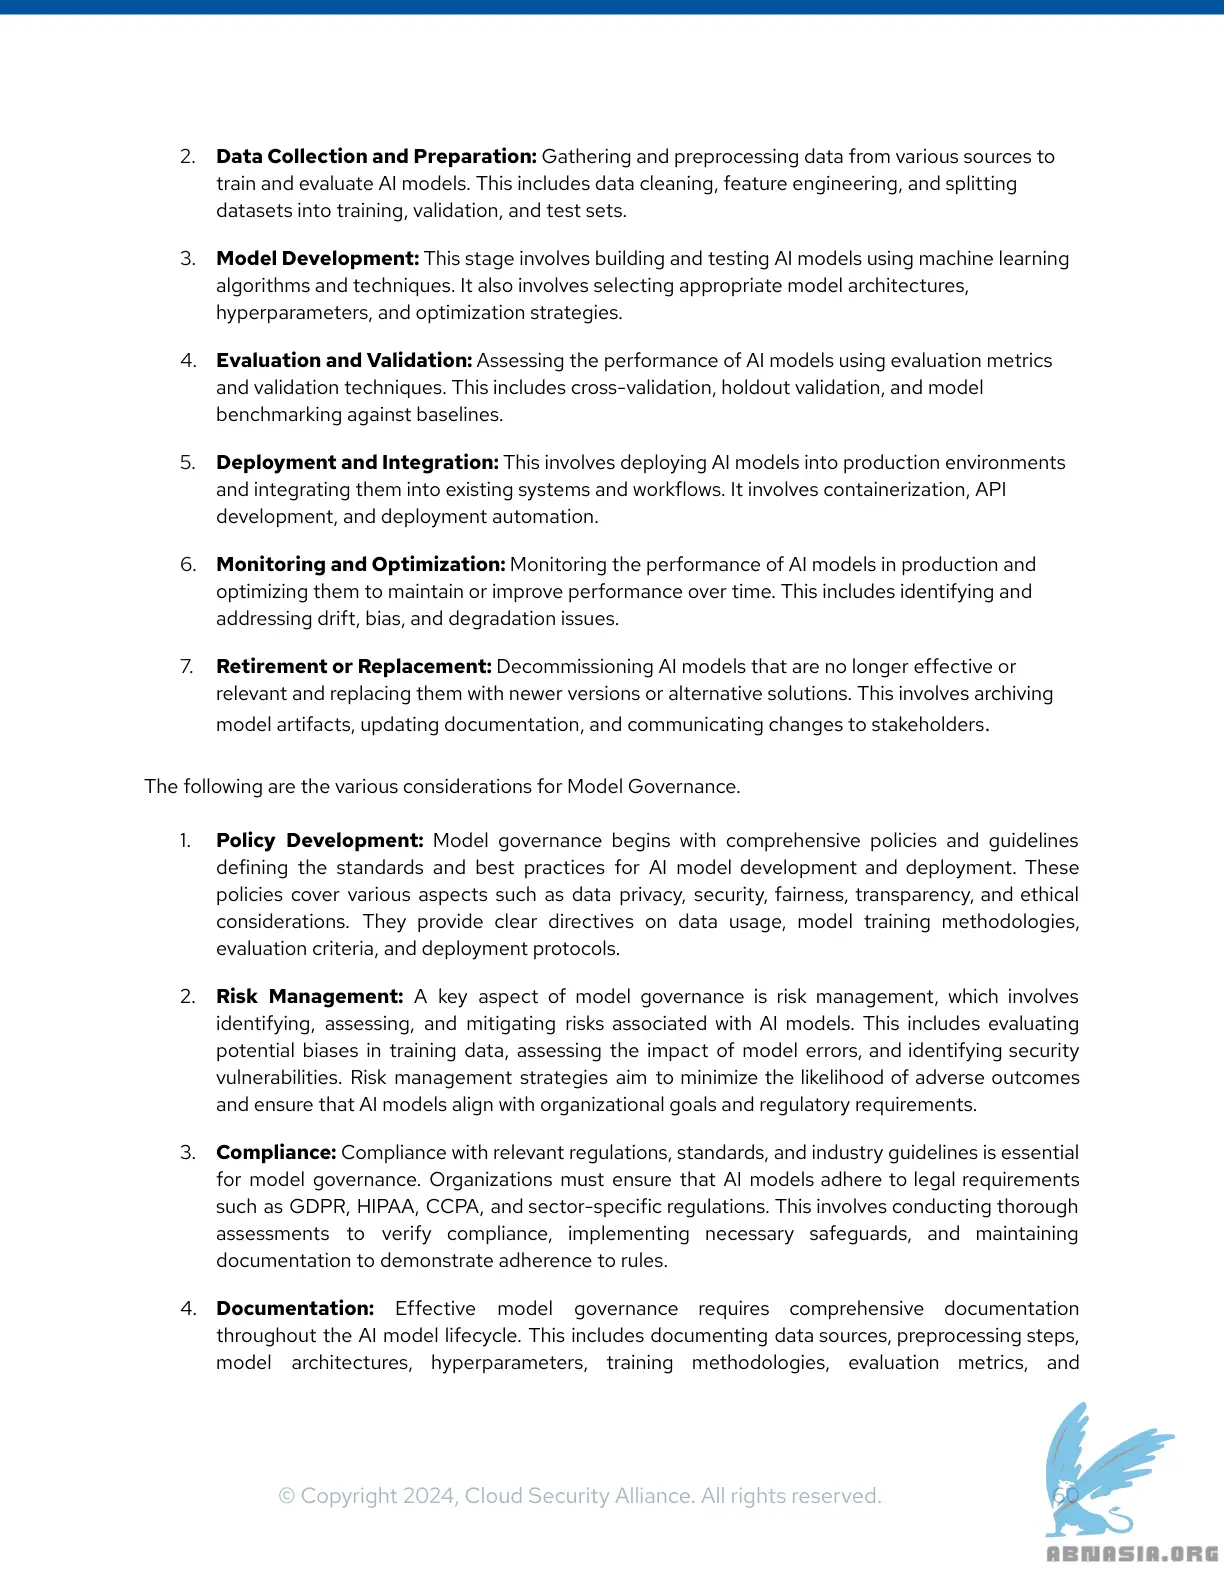 2. Data Collection and Preparation: Gathering and preprocessing data from various sources to
train and evaluate AI models. This includes data cleaning, feature engineering, and splitting
datasets into training, validation, and test sets.
3. Model Development: This stage involves building and testing AI models using machine learning
algorithms and techniques. It also involves selecting appropriate model architectures,
hyperparameters, and optimization strategies.
4. Evaluation and Validation: Assessing the performance of AI models using evaluation metrics
and validation techniques. This includes cross-validation, holdout validation, and model
benchmarking against baselines.
5. Deployment and Integration: This involves deploying AI models into production environments
and integrating them into existing systems and workflows. It involves containerization, API
development, and deployment automation.
6. Monitoring and Optimization: Monitoring the performance of AI models in production and
optimizing them to maintain or improve performance over time. This includes identifying and
addressing drift, bias, and degradation issues.
7. Retirement or Replacement: Decommissioning AI models that are no longer effective or
relevant and replacing them with newer versions or alternative solutions. This involves archiving
model artifacts, updating documentation, and communicating changes to stakeholders.
The following are the various considerations for Model Governance.
1. Policy Development: Model governance begins with comprehensive policies and guidelines
defining the standards and best practices for AI model development and deployment. These
policies cover various aspects such as data privacy, security, fairness, transparency, and ethical
considerations. They provide clear directives on data usage, model training methodologies,
evaluation criteria, and deployment protocols.
2. Risk Management: A key aspect of model governance is risk management, which involves
identifying, assessing, and mitigating risks associated with AI models. This includes evaluating
potential biases in training data, assessing the impact of model errors, and identifying security
vulnerabilities. Risk management strategies aim to minimize the likelihood of adverse outcomes
and ensure that AI models align with organizational goals and regulatory requirements.
3. Compliance: Compliance with relevant regulations, standards, and industry guidelines is essential
for model governance. Organizations must ensure that AI models adhere to legal requirements
such as GDPR, HIPAA, CCPA, and sector-specific regulations. This involves conducting thorough
assessments to verify compliance, implementing necessary safeguards, and maintaining
documentation to demonstrate adherence to rules.
4. Documentation: Effective model governance requires comprehensive documentation
throughout the AI model lifecycle. This includes documenting data sources, preprocessing steps,
model architectures, hyperparameters, training methodologies, evaluation metrics, and
© Copyright 2024, Cloud Security Alliance. All rights reserved. 60
ABNASIA.ORG